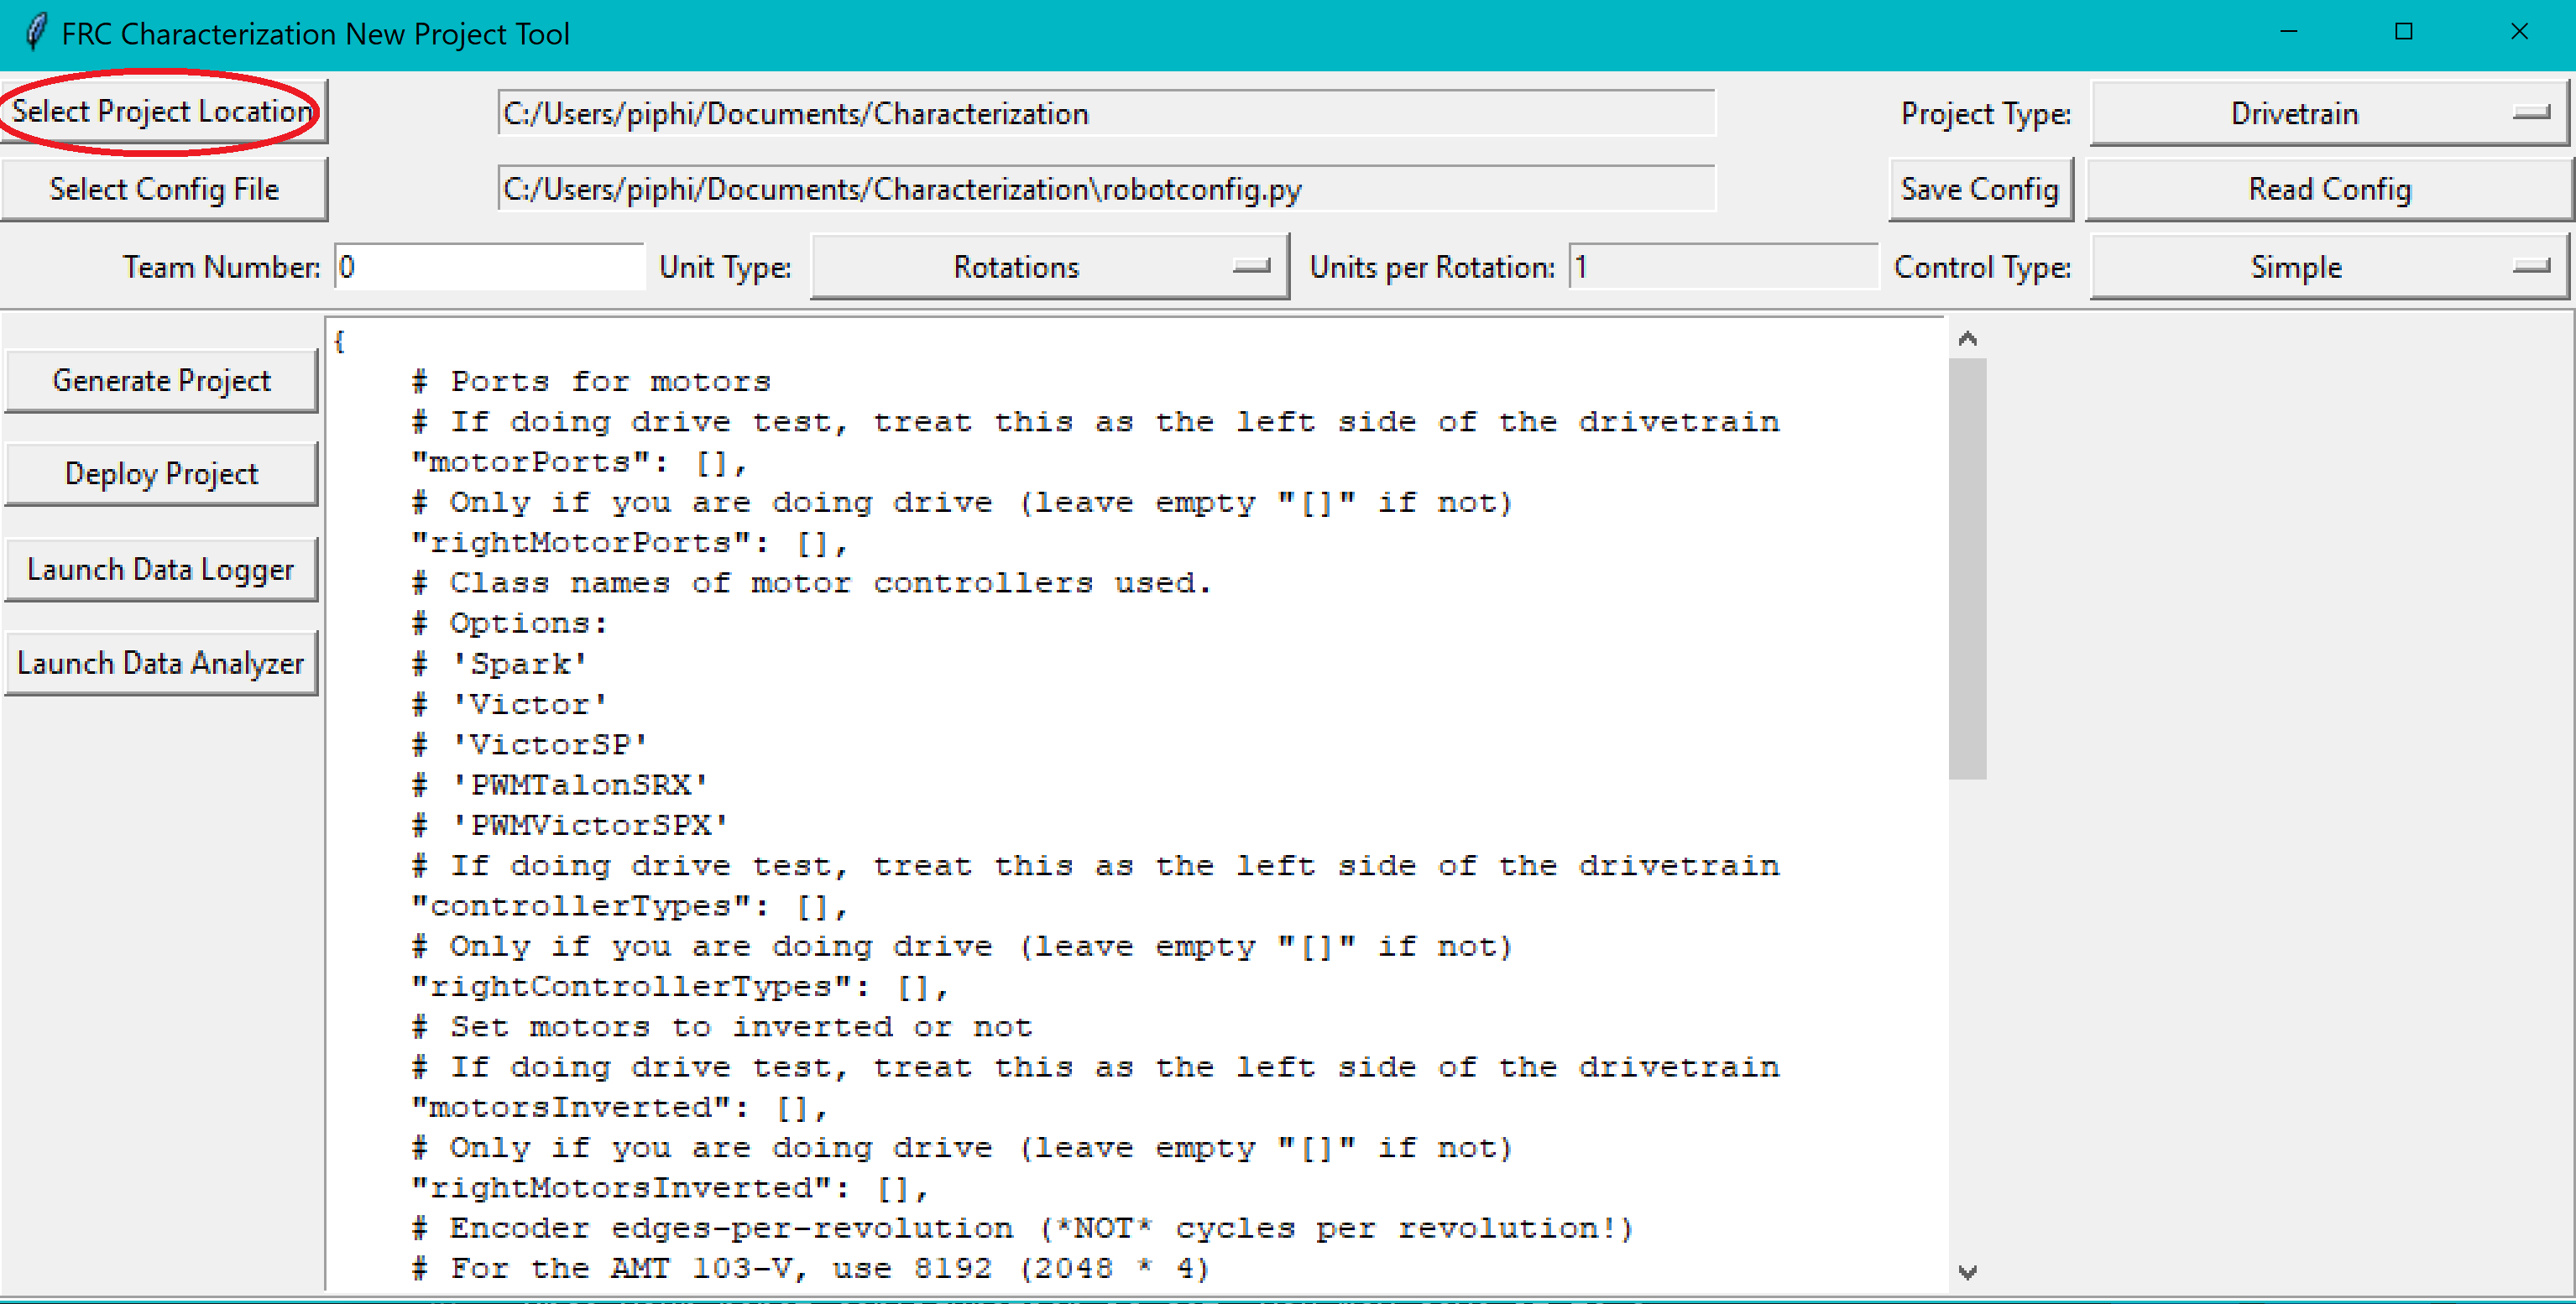 FRC Characterization New Project Tool
Select Project Location C:/Users/piphi/Documents/Characterization Project Type: Drivetrain
Select Config File C:/Users/piphi/Documents/Characterization\robotconfig.py Save Config Read Config
Team Number: 0 Unit Type: Rotations Units per Rotation: 1 Control Type: Simple
Generate Project
Deploy Project
Launch Data Logger
Launch Data Analyzer
{
# Ports for motors
# If doing drive test, treat this as the left side of the drivetrain
"motorPorts": [],
# Only if you are doing drive (leave empty "[]" if not)
"rightMotorPorts": [],
# Class names of motor controllers used.
# Options:
# 'Spark'
# 'Victor'
# 'VictorSP'
# 'PWMTalonSRX'
# 'PWMVictorSPX'
# If doing drive test, treat this as the left side of the drivetrain
"controllerTypes": [],
# Only if you are doing drive (leave empty "[]" if not)
"rightControllerTypes": [],
# Set motors to inverted or not
# If doing drive test, treat this as the left side of the drivetrain
"motorsInverted": [],
# Only if you are doing drive (leave empty "[]" if not)
"rightMotorsInverted": [],
# Encoder edges-per-revolution (*NOT* cycles per revolution!)
# For the AMT 103-V, use 8192 (2048 * 4)